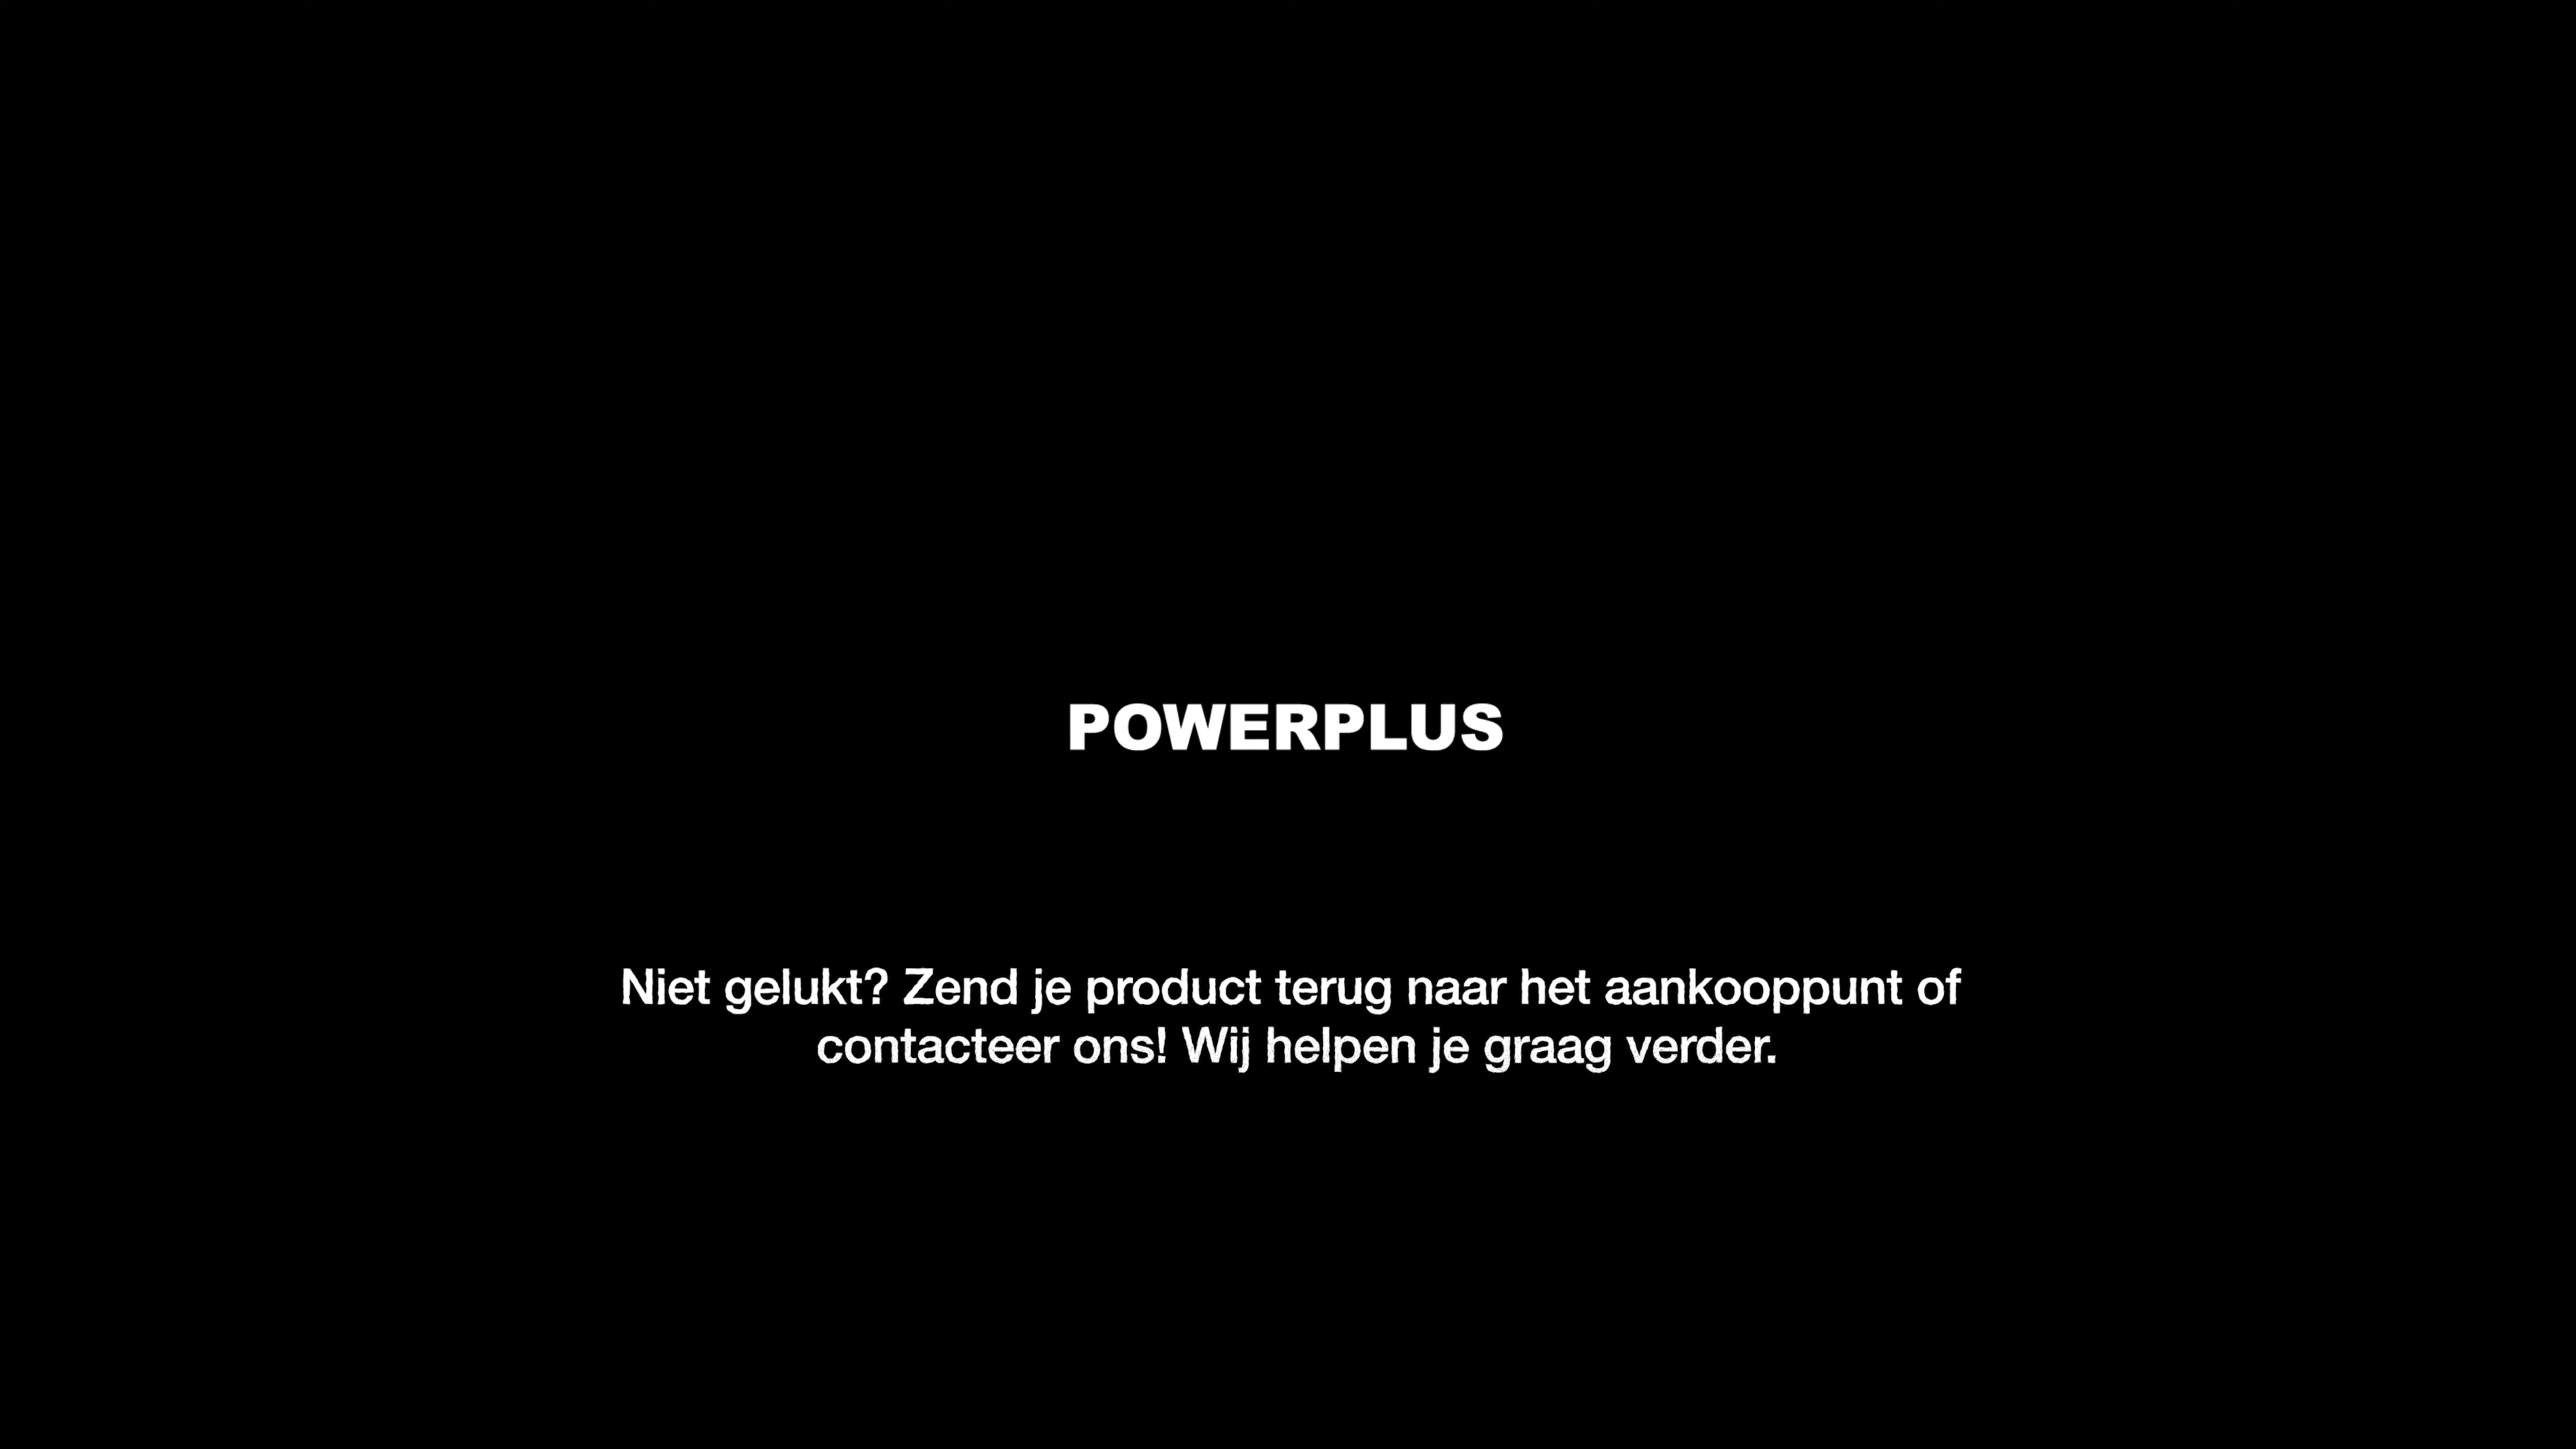 POWERPLUS
Niet gelukt? Zend je product terug naar het aankooppunt of
contacteer ons! Wij helpen je graag verder.